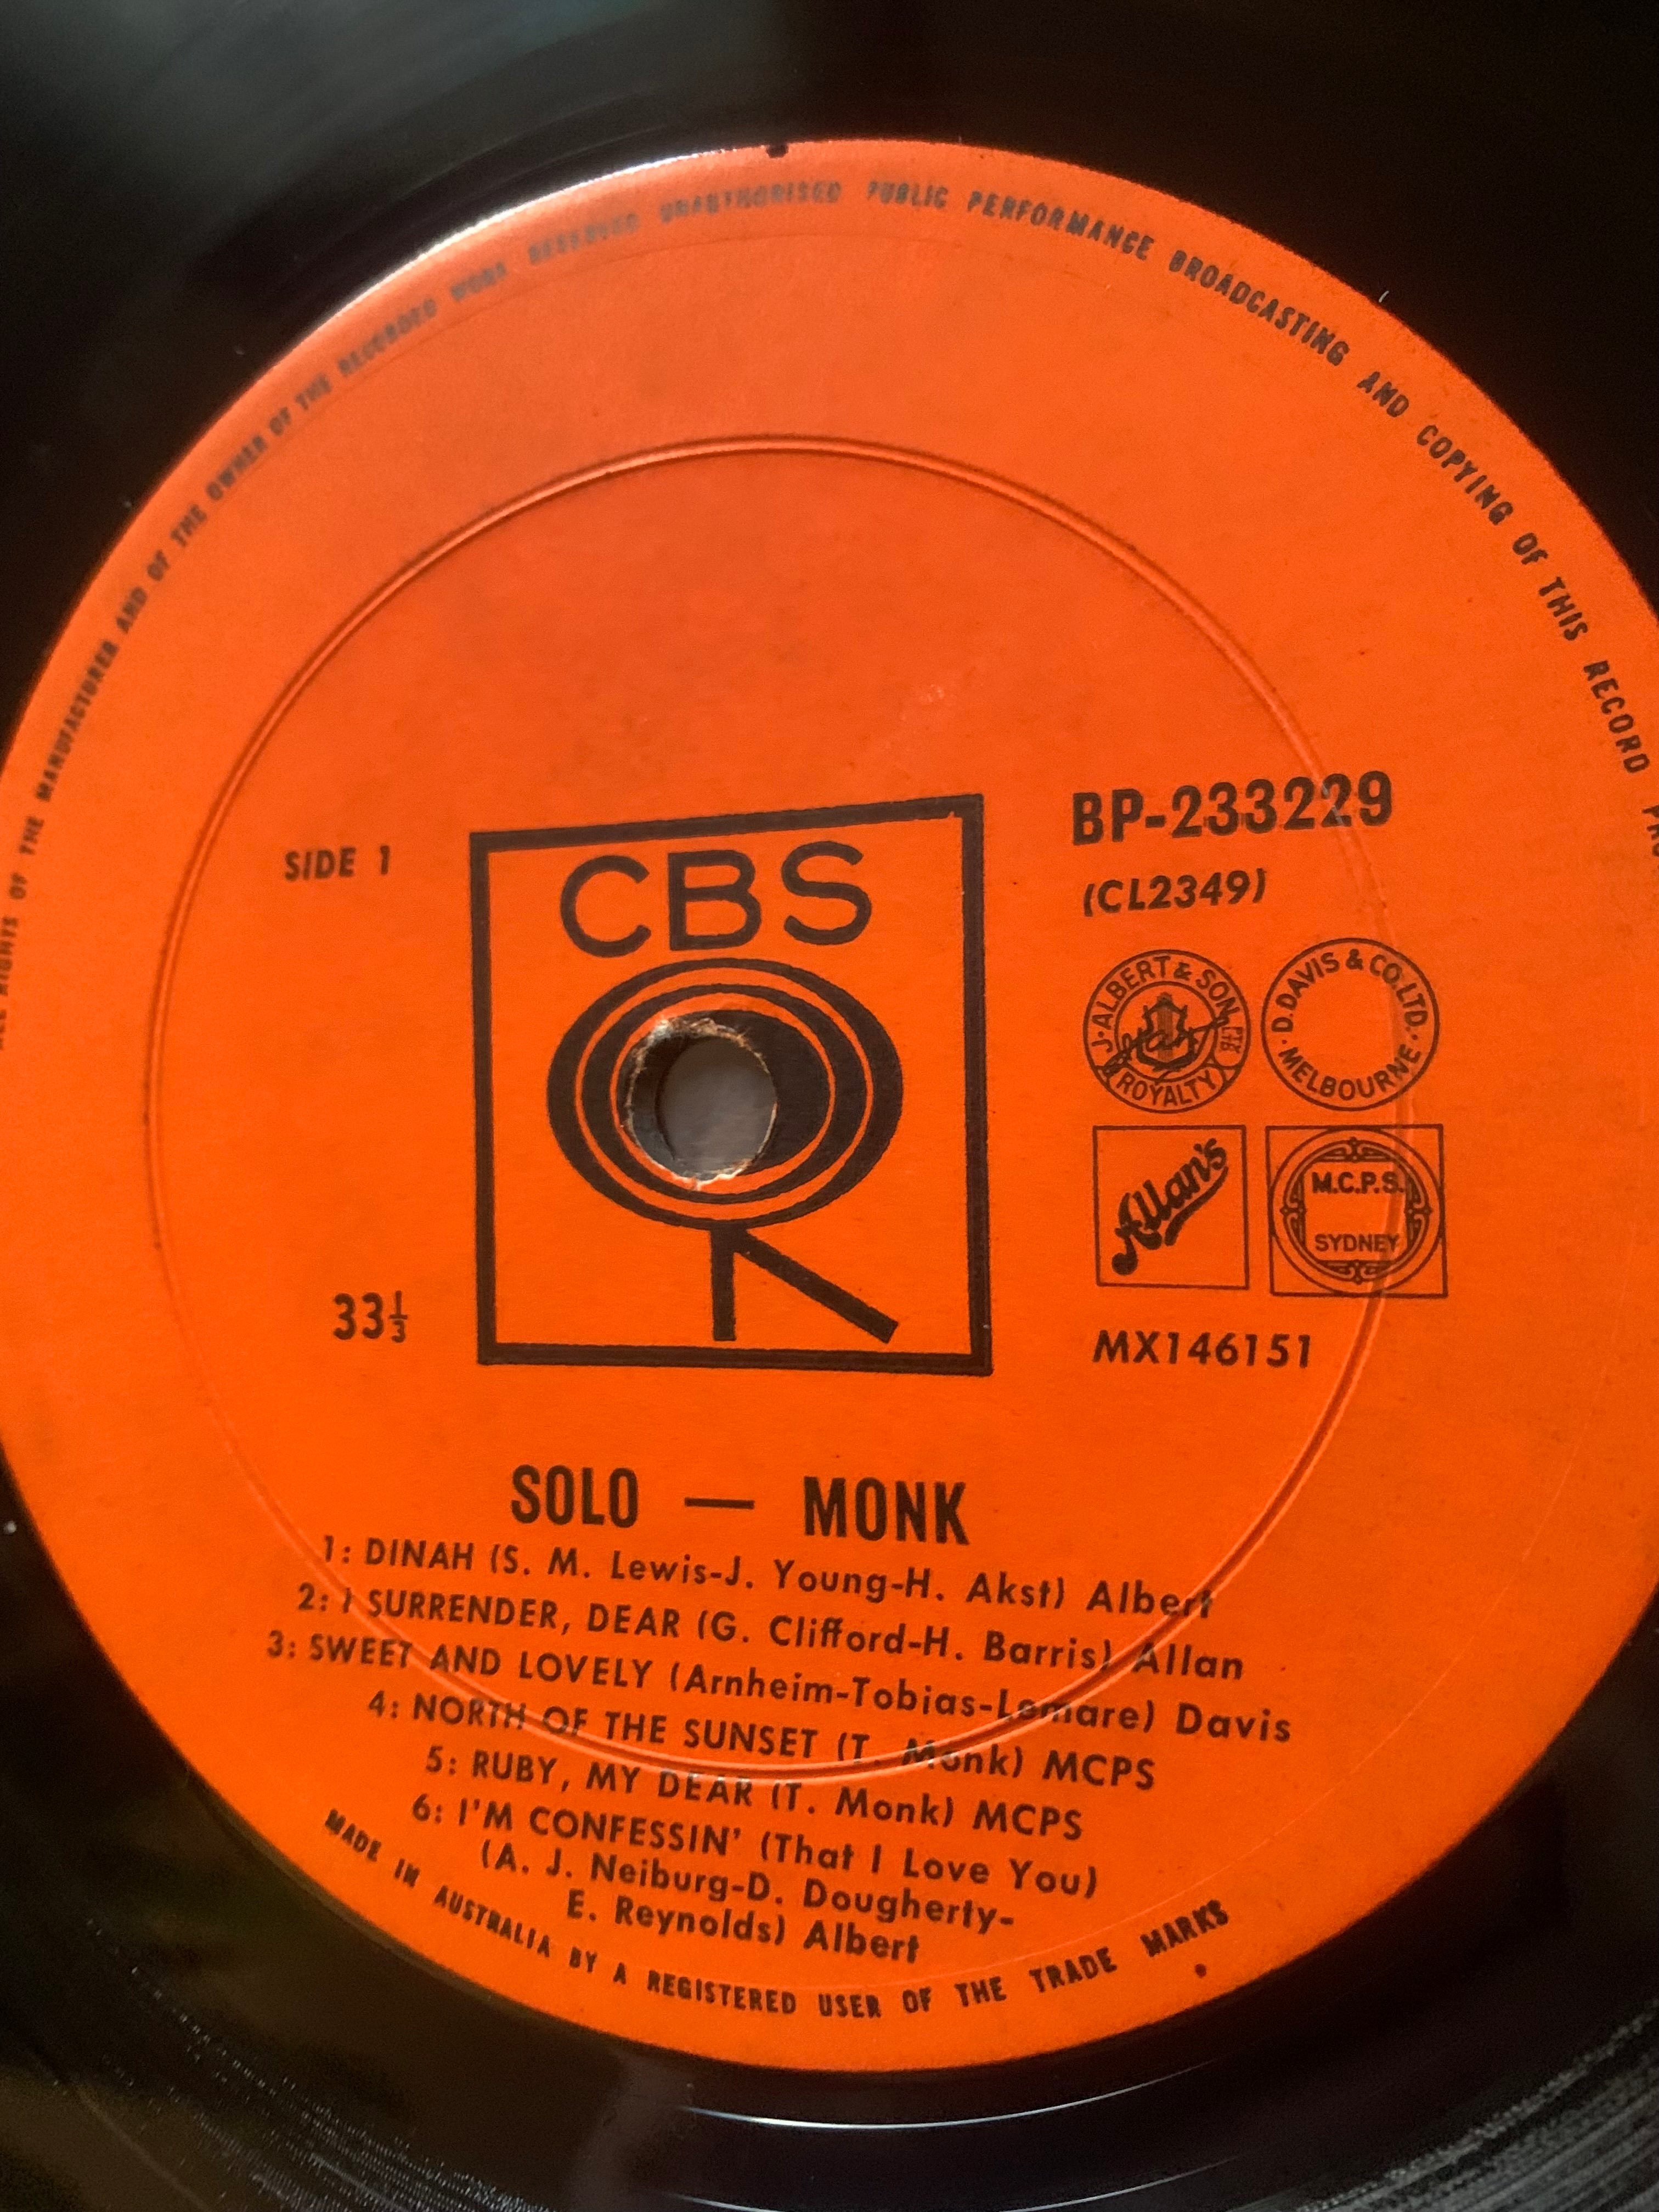 ALL RIGHTS OF THE MANUFACTURER AND OF THE OWNER OF THE RECORDED WORK RESERVED UNAUTHORISED PUBLIC PERFORMANCE BROADCASTING AND COPYING OF THIS RECORD
SIDE 1
CBS
BP-233229
(CL2349)
J. ALBERT & SON PTY. LTD.
ROYALTY
D. DAVIS & CO. LTD.
MELBOURNE
Allan's
M.C.P.S.
SYDNEY
33⅓
MX146151
SOLO — MONK
1: DINAH (S. M. Lewis-J. Young-H. Akst) Albert
2: I SURRENDER, DEAR (G. Clifford-H. Barris) Allan
3: SWEET AND LOVELY (Arnheim-Tobias-Lemare) Davis
4: NORTH OF THE SUNSET (T. Monk) MCPS
5: RUBY, MY DEAR (T. Monk) MCPS
6: I'M CONFESSIN' (That I Love You)
(A. J. Neiburg-D. Dougherty-
E. Reynolds) Albert
MADE IN AUSTRALIA BY A REGISTERED USER OF THE TRADE MARKS